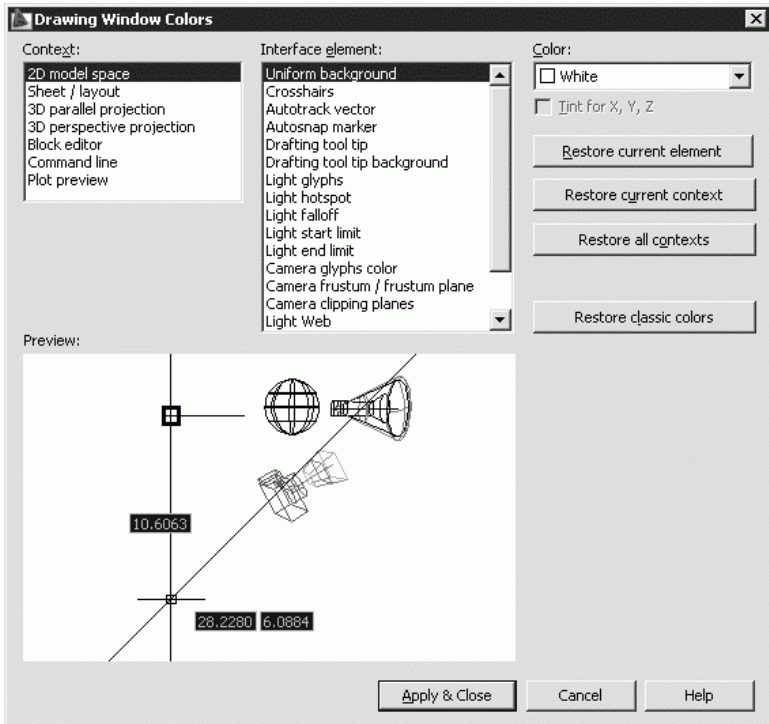 Drawing Window Colors
Context:
2D model space
Sheet / layout
3D parallel projection
3D perspective projection
Block editor
Command line
Plot preview
Interface element:
Uniform background
Crosshairs
Autotrack vector
Autosnap marker
Drafting tool tip
Drafting tool tip background
Light glyphs
Light hotspot
Light falloff
Light start limit
Light end limit
Camera glyphs color
Camera frustum / frustum plane
Camera clipping planes
Light Web
Color:
White
Tint for X, Y, Z
Restore current element
Restore current context
Restore all contexts
Restore classic colors
Preview:
10.6063
28.2280 6.0884
Apply & Close
Cancel
Help